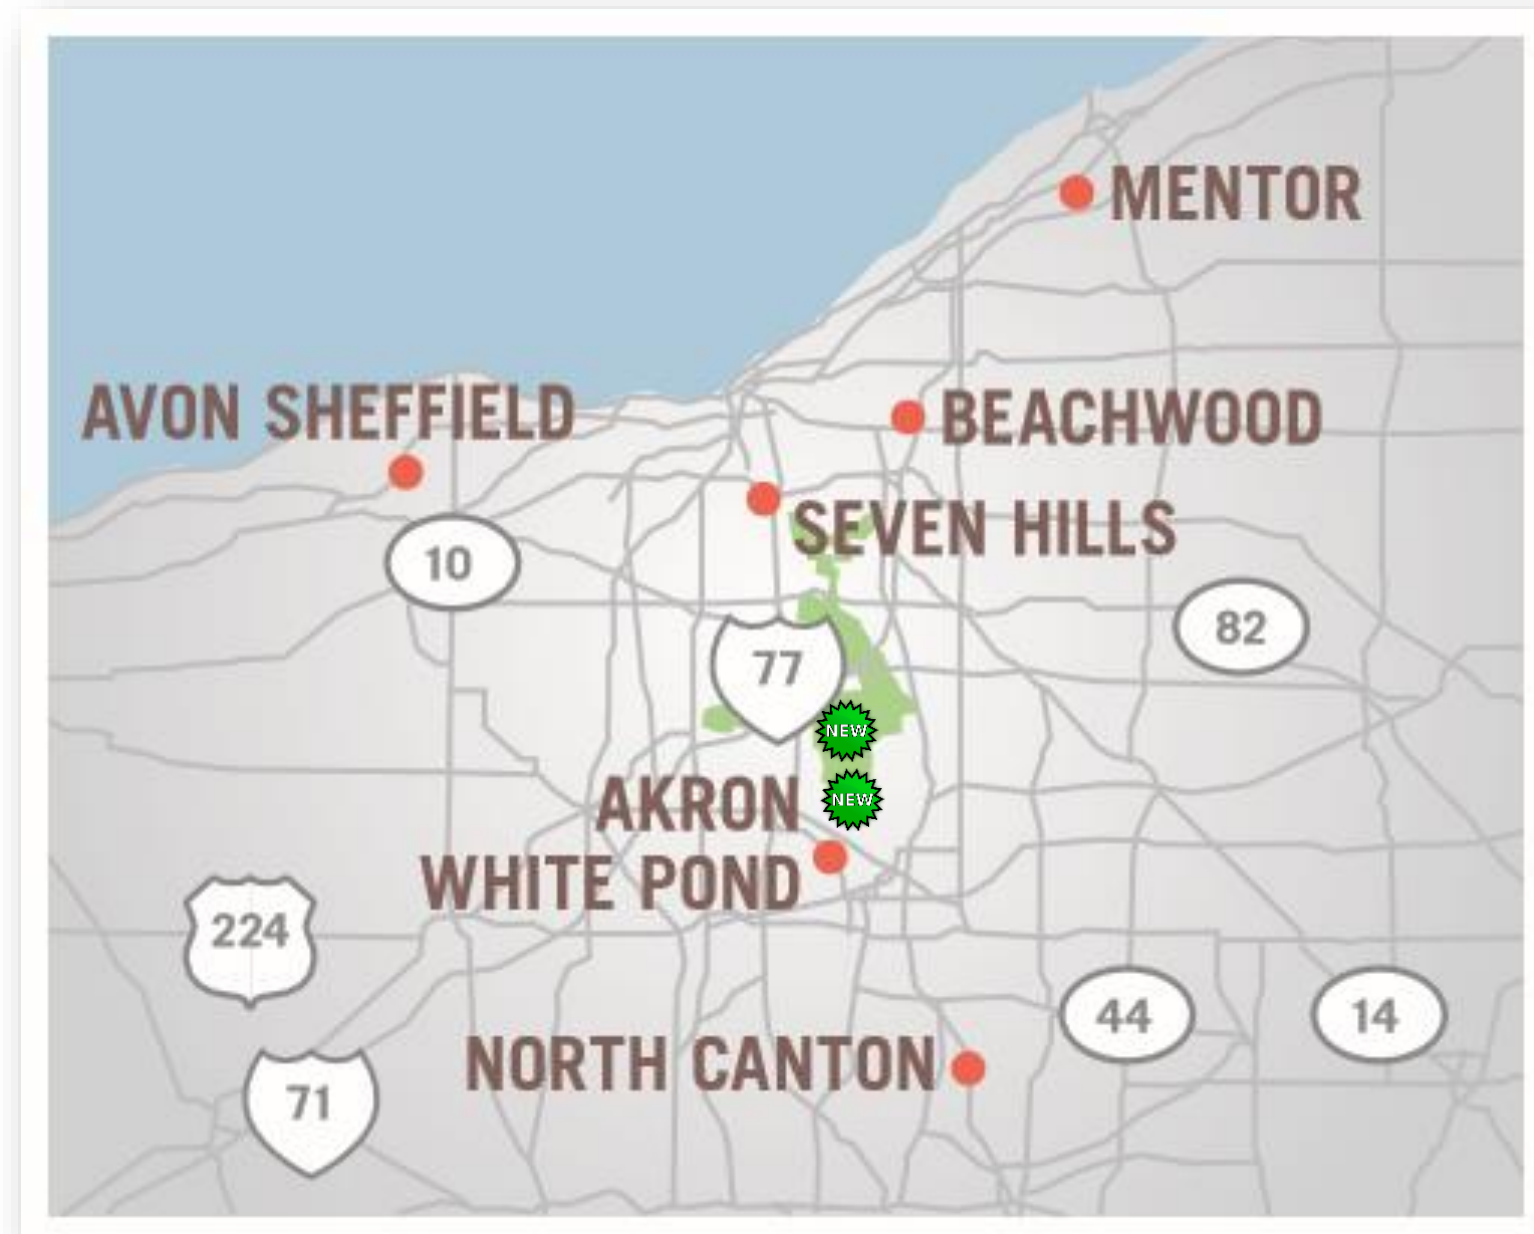 MENTOR
AVON SHEFFIELD
BEACHWOOD
SEVEN HILLS
10
82
77
NEW
NEW
AKRON
WHITE POND
224
44
14
NORTH CANTON
71